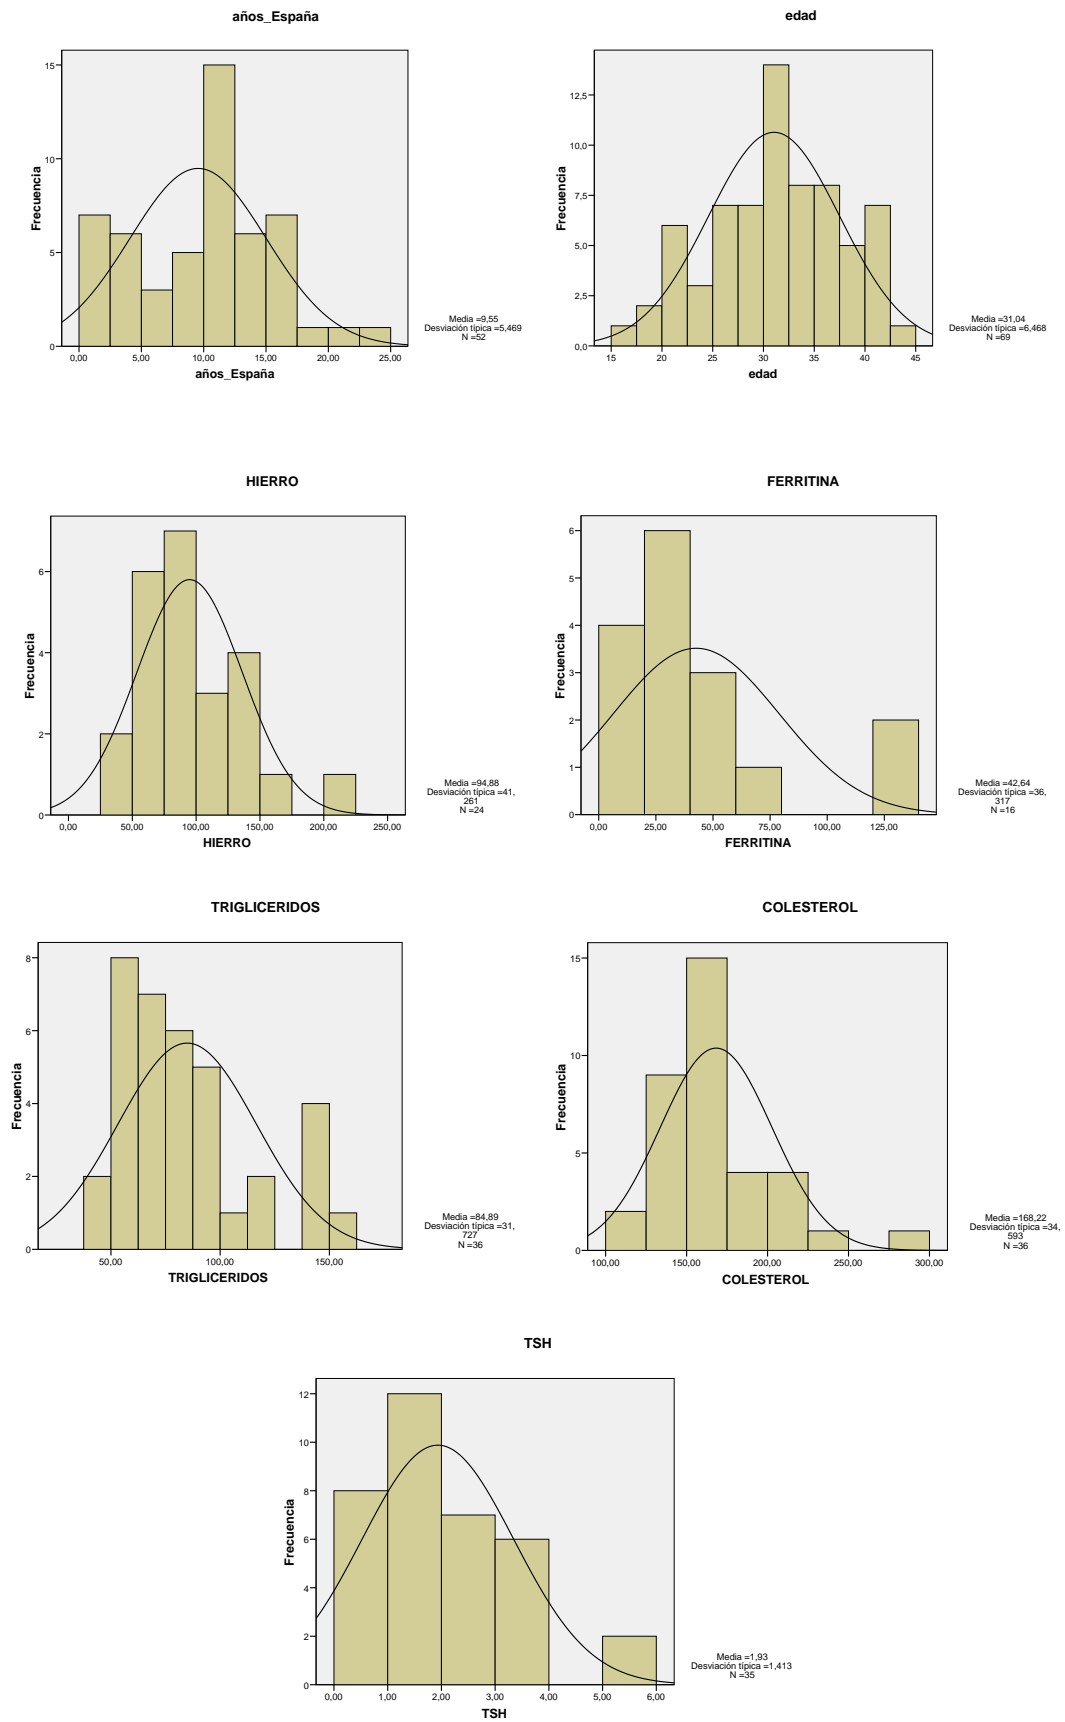 años_España
Frecuencia
15
10
5
0
0,00 5,00 10,00 15,00 20,00 25,00
años_España
Media =9,55
Desviación típica =5,469
N =52
edad
Frecuencia
12,5
10,0
7,5
5,0
2,5
0,0
15 20 25 30 35 40 45
edad
Media =31,04
Desviación típica =6,468
N =69
HIERRO
Frecuencia
6
4
2
0
0,00 50,00 100,00 150,00 200,00 250,00
HIERRO
Media =94,88
Desviación típica =41,
261
N =24
FERRITINA
Frecuencia
6
5
4
3
2
1
0
0,00 25,00 50,00 75,00 100,00 125,00
FERRITINA
Media =42,64
Desviación típica =36,
317
N =16
TRIGLICERIDOS
Frecuencia
8
6
4
2
0
50,00 100,00 150,00
TRIGLICERIDOS
Media =84,89
Desviación típica =31,
727
N =36
COLESTEROL
Frecuencia
15
10
5
0
100,00 150,00 200,00 250,00 300,00
COLESTEROL
Media =168,22
Desviación típica =34,
593
N =36
TSH
Frecuencia
12
10
8
6
4
2
0
0,00 1,00 2,00 3,00 4,00 5,00 6,00
TSH
Media =1,93
Desviación típica =1,413
N =35